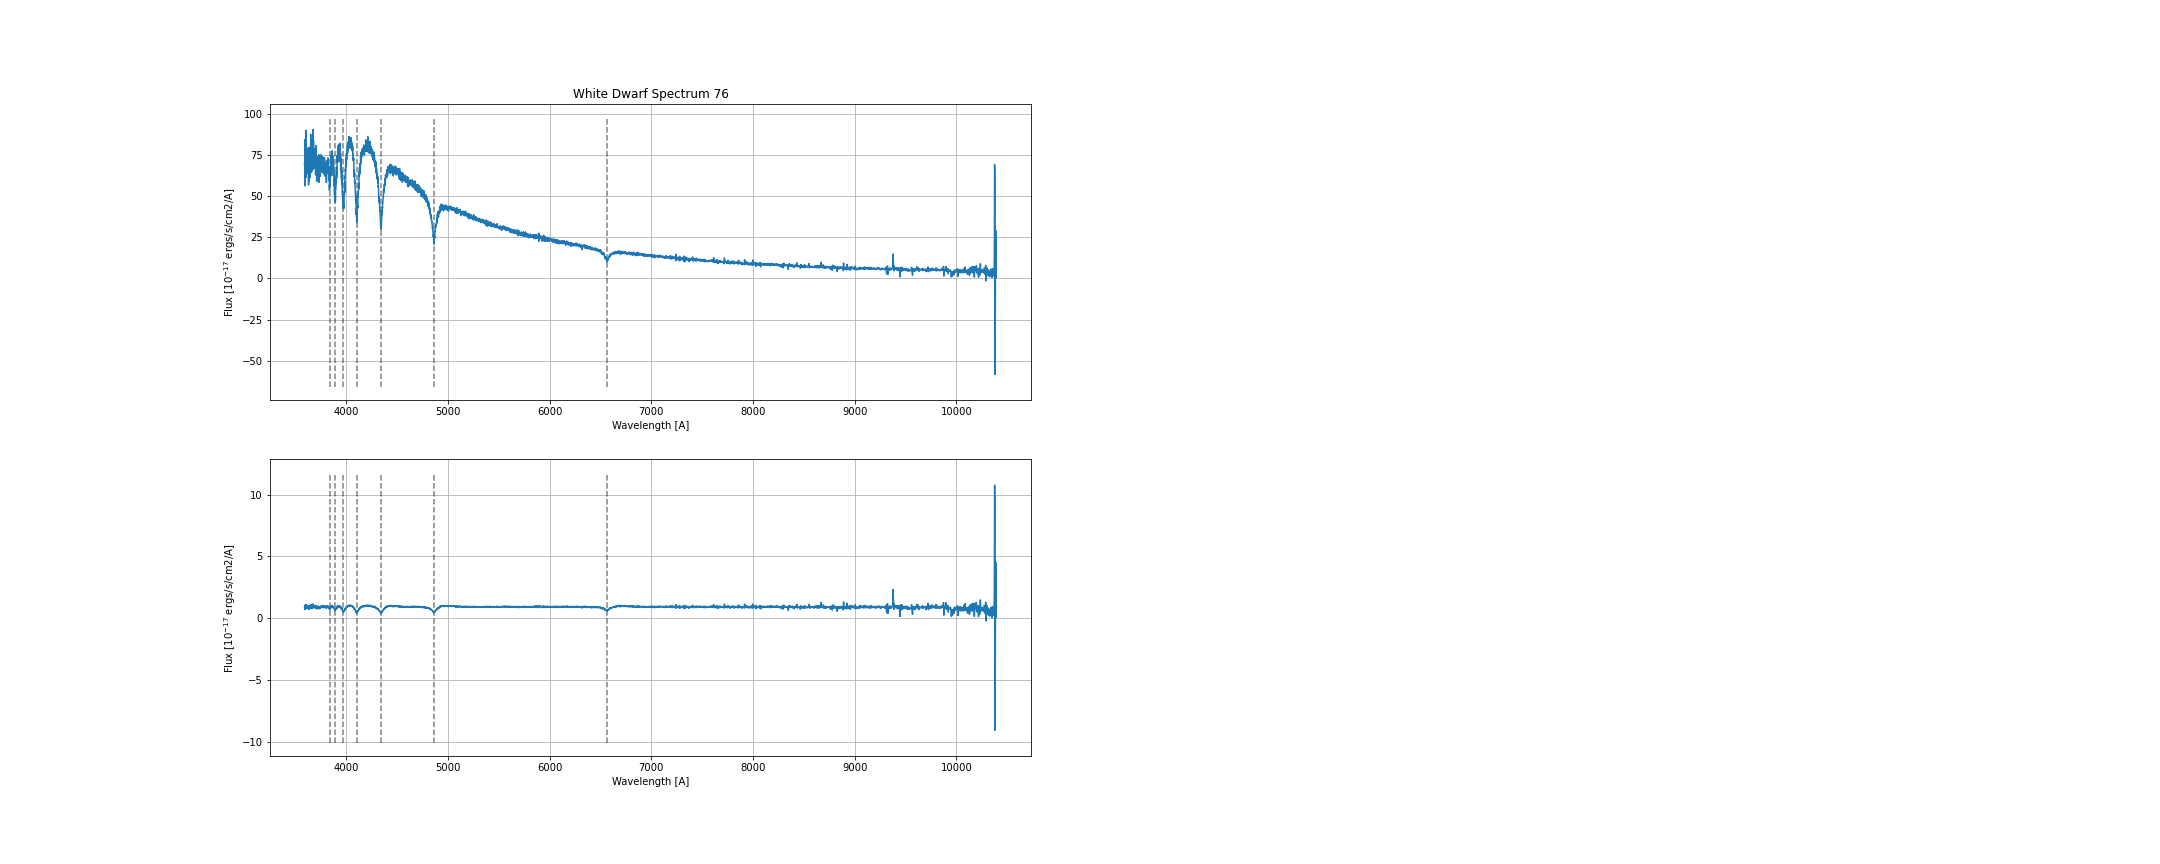 White Dwarf Spectrum 76
100
75
50
25
0
−25
−50
Flux [10⁻¹⁷ ergs/s/cm2/A]
4000 5000 6000 7000 8000 9000 10000
Wavelength [A]
10
5
0
−5
−10
Flux [10⁻¹⁷ ergs/s/cm2/A]
4000 5000 6000 7000 8000 9000 10000
Wavelength [A]